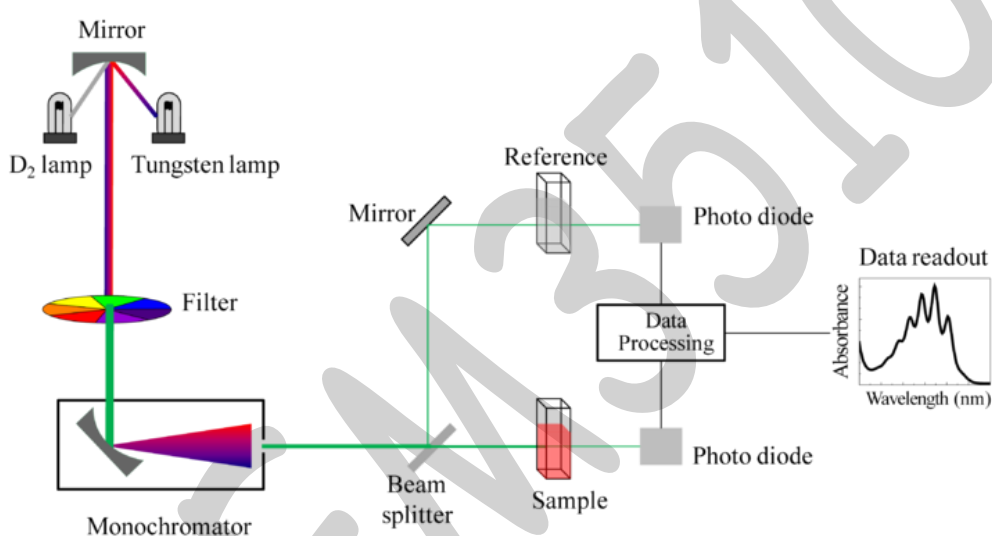 Mirror
D₂ lamp
Tungsten lamp
Filter
Monochromator
Beam
splitter
Mirror
Reference
Sample
Photo diode
Photo diode
Data
Processing
Data readout
Absorbance
Wavelength (nm)